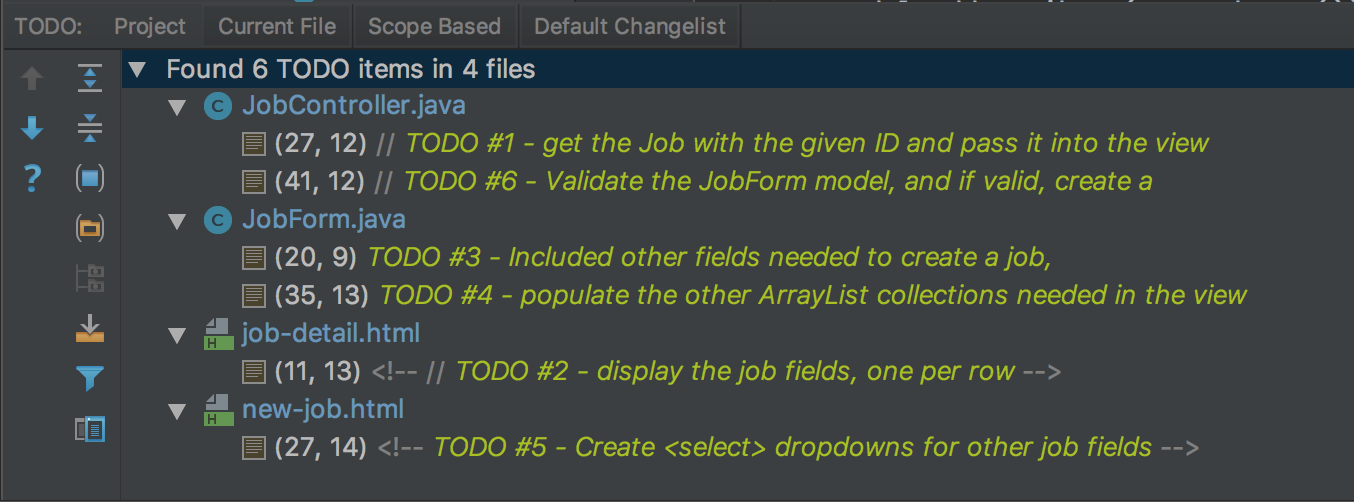 TODO: Project Current File Scope Based Default Changelist
Found 6 TODO items in 4 files
C JobController.java
(27, 12) // TODO #1 - get the Job with the given ID and pass it into the view
(41, 12) // TODO #6 - Validate the JobForm model, and if valid, create a
C JobForm.java
(20, 9) TODO #3 - Included other fields needed to create a job,
(35, 13) TODO #4 - populate the other ArrayList collections needed in the view
H job-detail.html
(11, 13) <!-- // TODO #2 - display the job fields, one per row -->
H new-job.html
(27, 14) <!-- TODO #5 - Create <select> dropdowns for other job fields -->